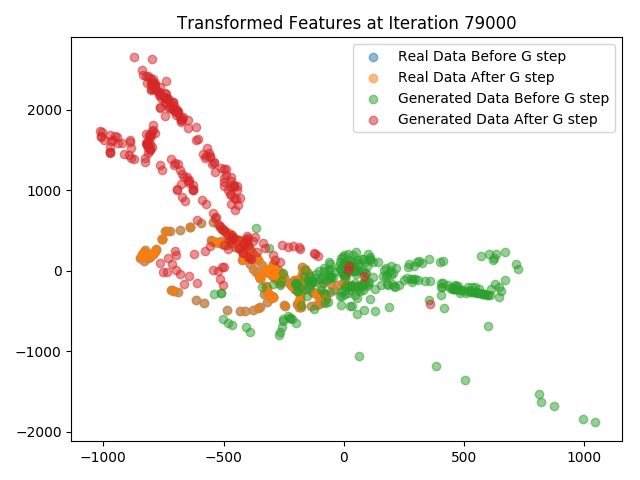 Transformed Features at Iteration 79000
Real Data Before G step
Real Data After G step
Generated Data Before G step
Generated Data After G step
2000
1000
0
−1000
−2000
−1000
−500
0
500
1000